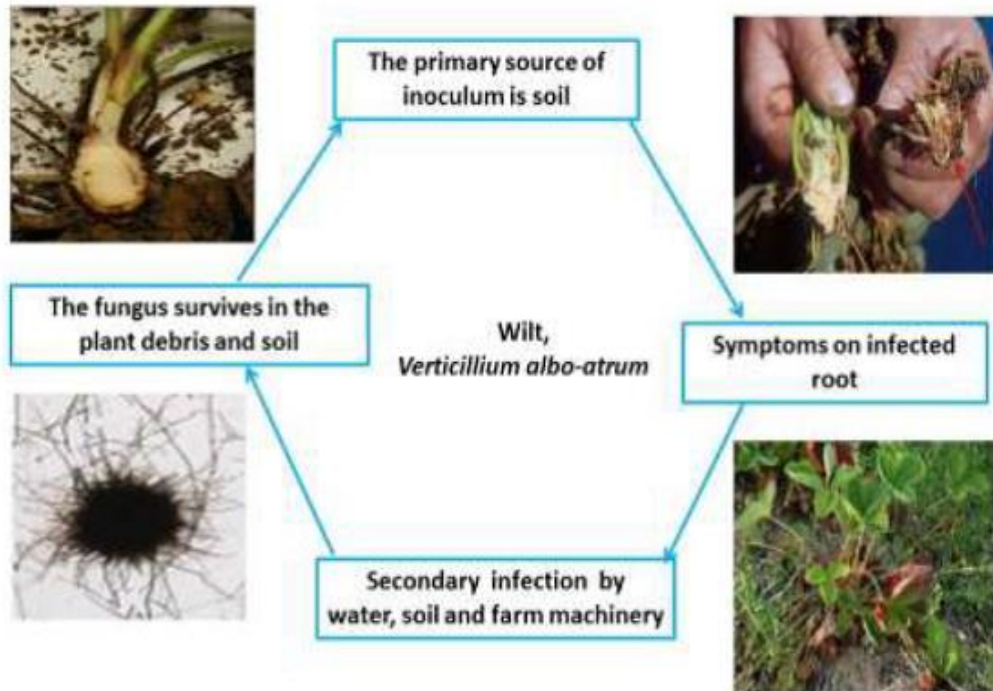 The primary source of
inoculum is soil
The fungus survives in the
plant debris and soil
Wilt,
Verticillium albo-atrum
Symptoms on infected
root
Secondary infection by
water, soil and farm machinery